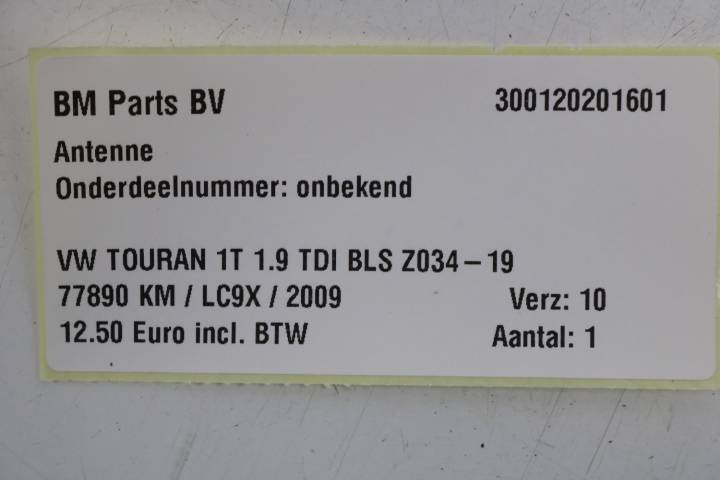 BM Parts BV 300120201601
Antenne
Onderdeelnummer: onbekend
VW TOURAN 1T 1.9 TDI BLS Z034-19
77890 KM / LC9X / 2009 Verz: 10
12.50 Euro incl. BTW Aantal: 1